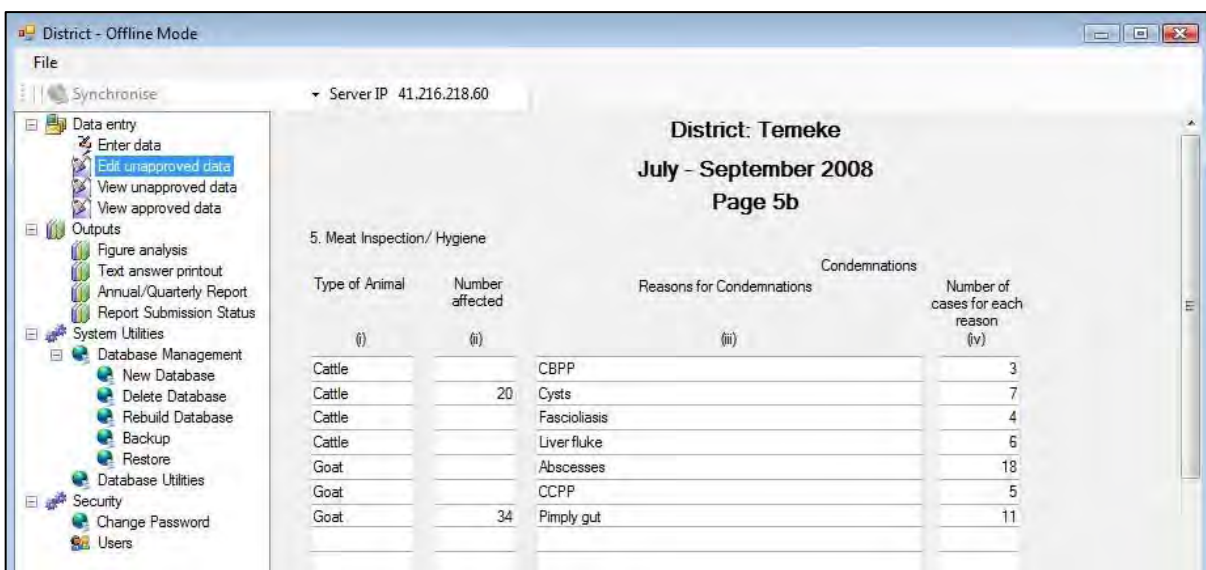 District - Offline Mode
File
Synchronise
Server IP 41.216.218.60
Data entry
Enter data
Edit unapproved data
View unapproved data
View approved data
Outputs
Figure analysis
Text answer printout
Annual/Quarterly Report
Report Submission Status
System Utilities
Database Management
New Database
Delete Database
Rebuild Database
Backup
Restore
Database Utilities
Security
Change Password
Users
District: Temeke
July - September 2008
Page 5b
5. Meat Inspection/ Hygiene
Condemnations
Type of Animal
Number
affected
Reasons for Condemnations
Number of
cases for each
reason
(i) (ii) (iii) (iv)
Cattle CBPP 3
Cattle 20 Cysts 7
Cattle Fascioliasis 4
Cattle Liver fluke 6
Goat Abscesses 18
Goat CCPP 5
Goat 34 Pimply gut 11